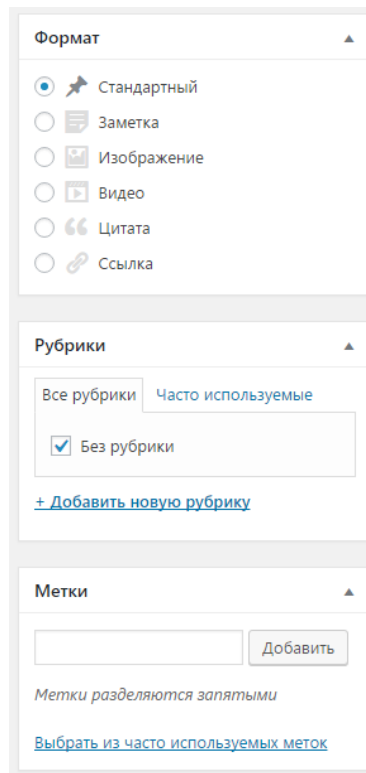 Формат
Стандартный
Заметка
Изображение
Видео
Цитата
Ссылка
Рубрики
Все рубрики Часто используемые
Без рубрики
+ Добавить новую рубрику
Метки
Добавить
Метки разделяются запятыми
Выбрать из часто используемых меток